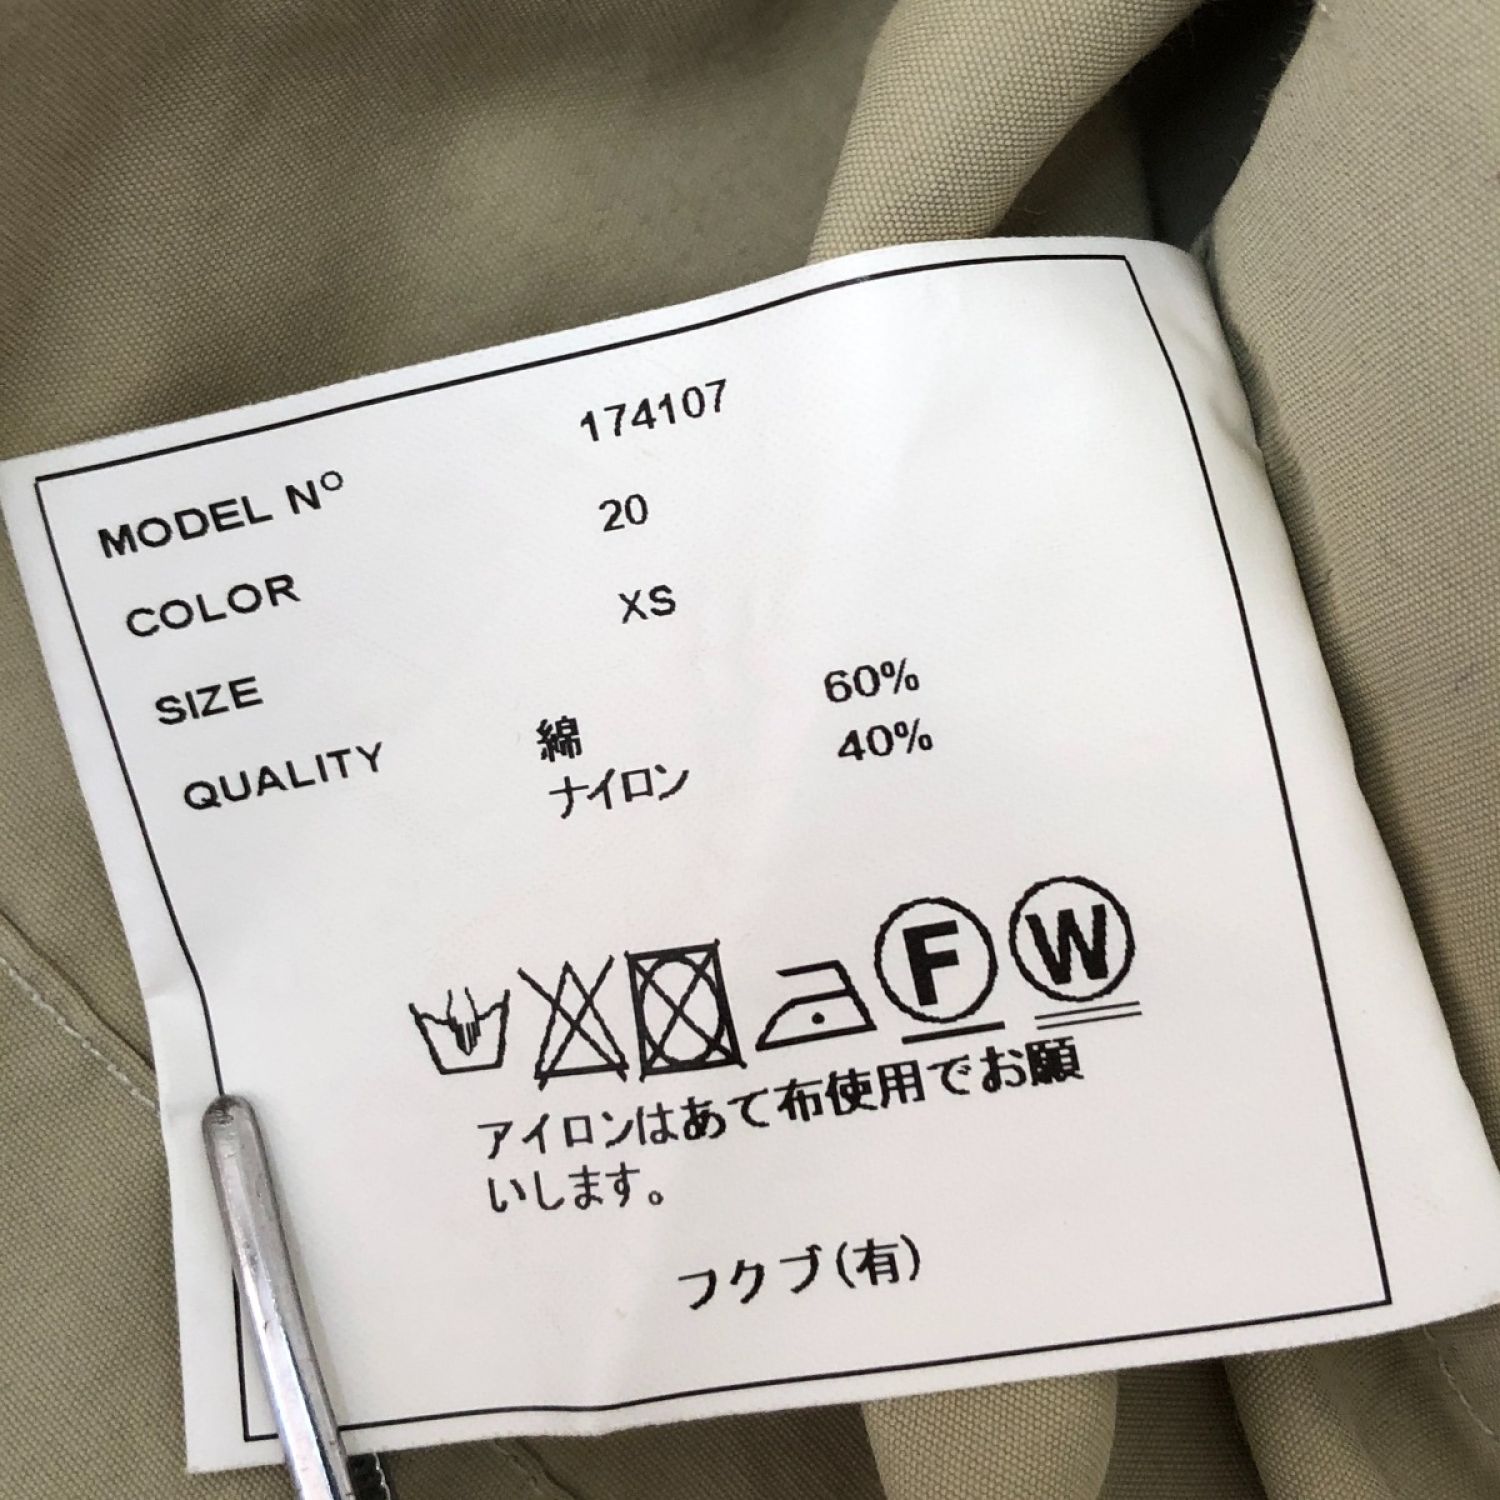 MODEL Nº 174107
COLOR 20
SIZE XS
QUALITY 綿 60%
ナイロン 40%
F W
アイロンはあて布使用でお願
いします。
フクブ(有)